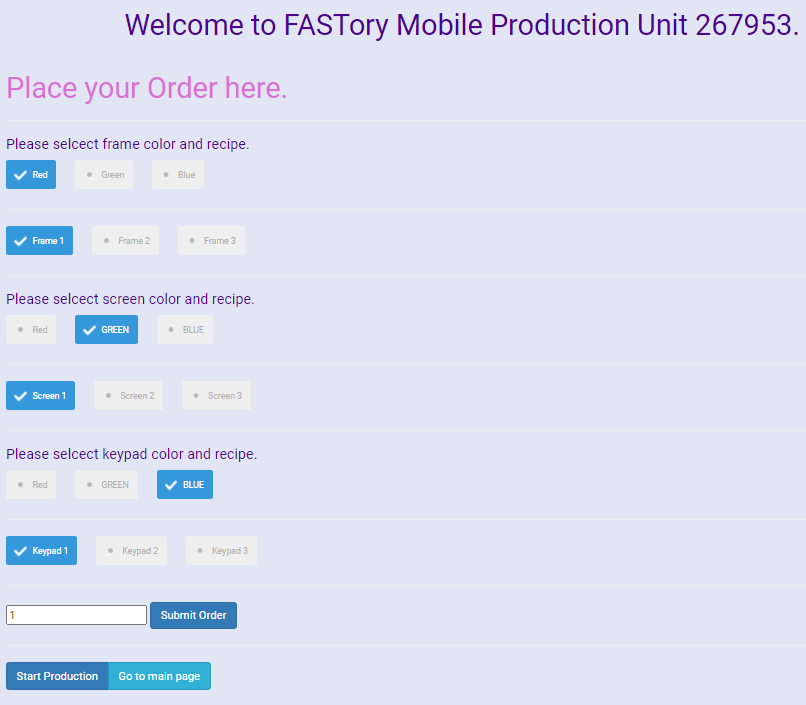 Welcome to FASTory Mobile Production Unit 267953.
Place your Order here.
Please selcect frame color and recipe.
Red Green Blue
Frame 1 Frame 2 Frame 3
Please selcect screen color and recipe.
Red GREEN BLUE
Screen 1 Screen 2 Screen 3
Please selcect keypad color and recipe.
Red GREEN BLUE
Keypad 1 Keypad 2 Keypad 3
1 Submit Order
Start Production Go to main page